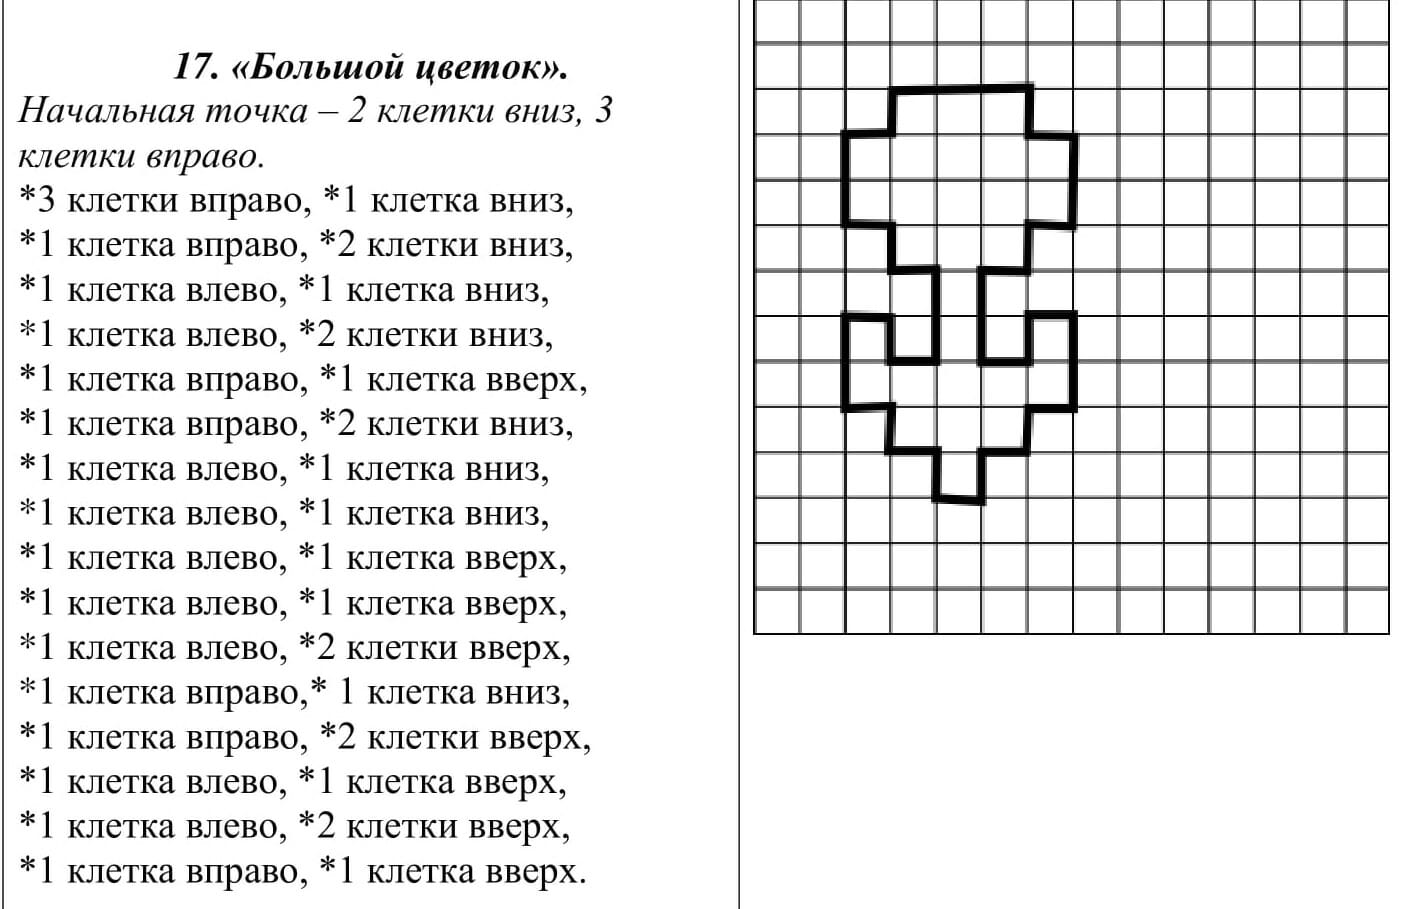 17. «Большой цветок».
Начальная точка – 2 клетки вниз, 3
клетки вправо.
*3 клетки вправо, *1 клетка вниз,
*1 клетка вправо, *2 клетки вниз,
*1 клетка влево, *1 клетка вниз,
*1 клетка влево, *2 клетки вниз,
*1 клетка вправо, *1 клетка вверх,
*1 клетка вправо, *2 клетки вниз,
*1 клетка влево, *1 клетка вниз,
*1 клетка влево, *1 клетка вниз,
*1 клетка влево, *1 клетка вверх,
*1 клетка влево, *1 клетка вверх,
*1 клетка влево, *2 клетки вверх,
*1 клетка вправо,* 1 клетка вниз,
*1 клетка вправо, *2 клетки вверх,
*1 клетка влево, *1 клетка вверх,
*1 клетка влево, *2 клетки вверх,
*1 клетка вправо, *1 клетка вверх.